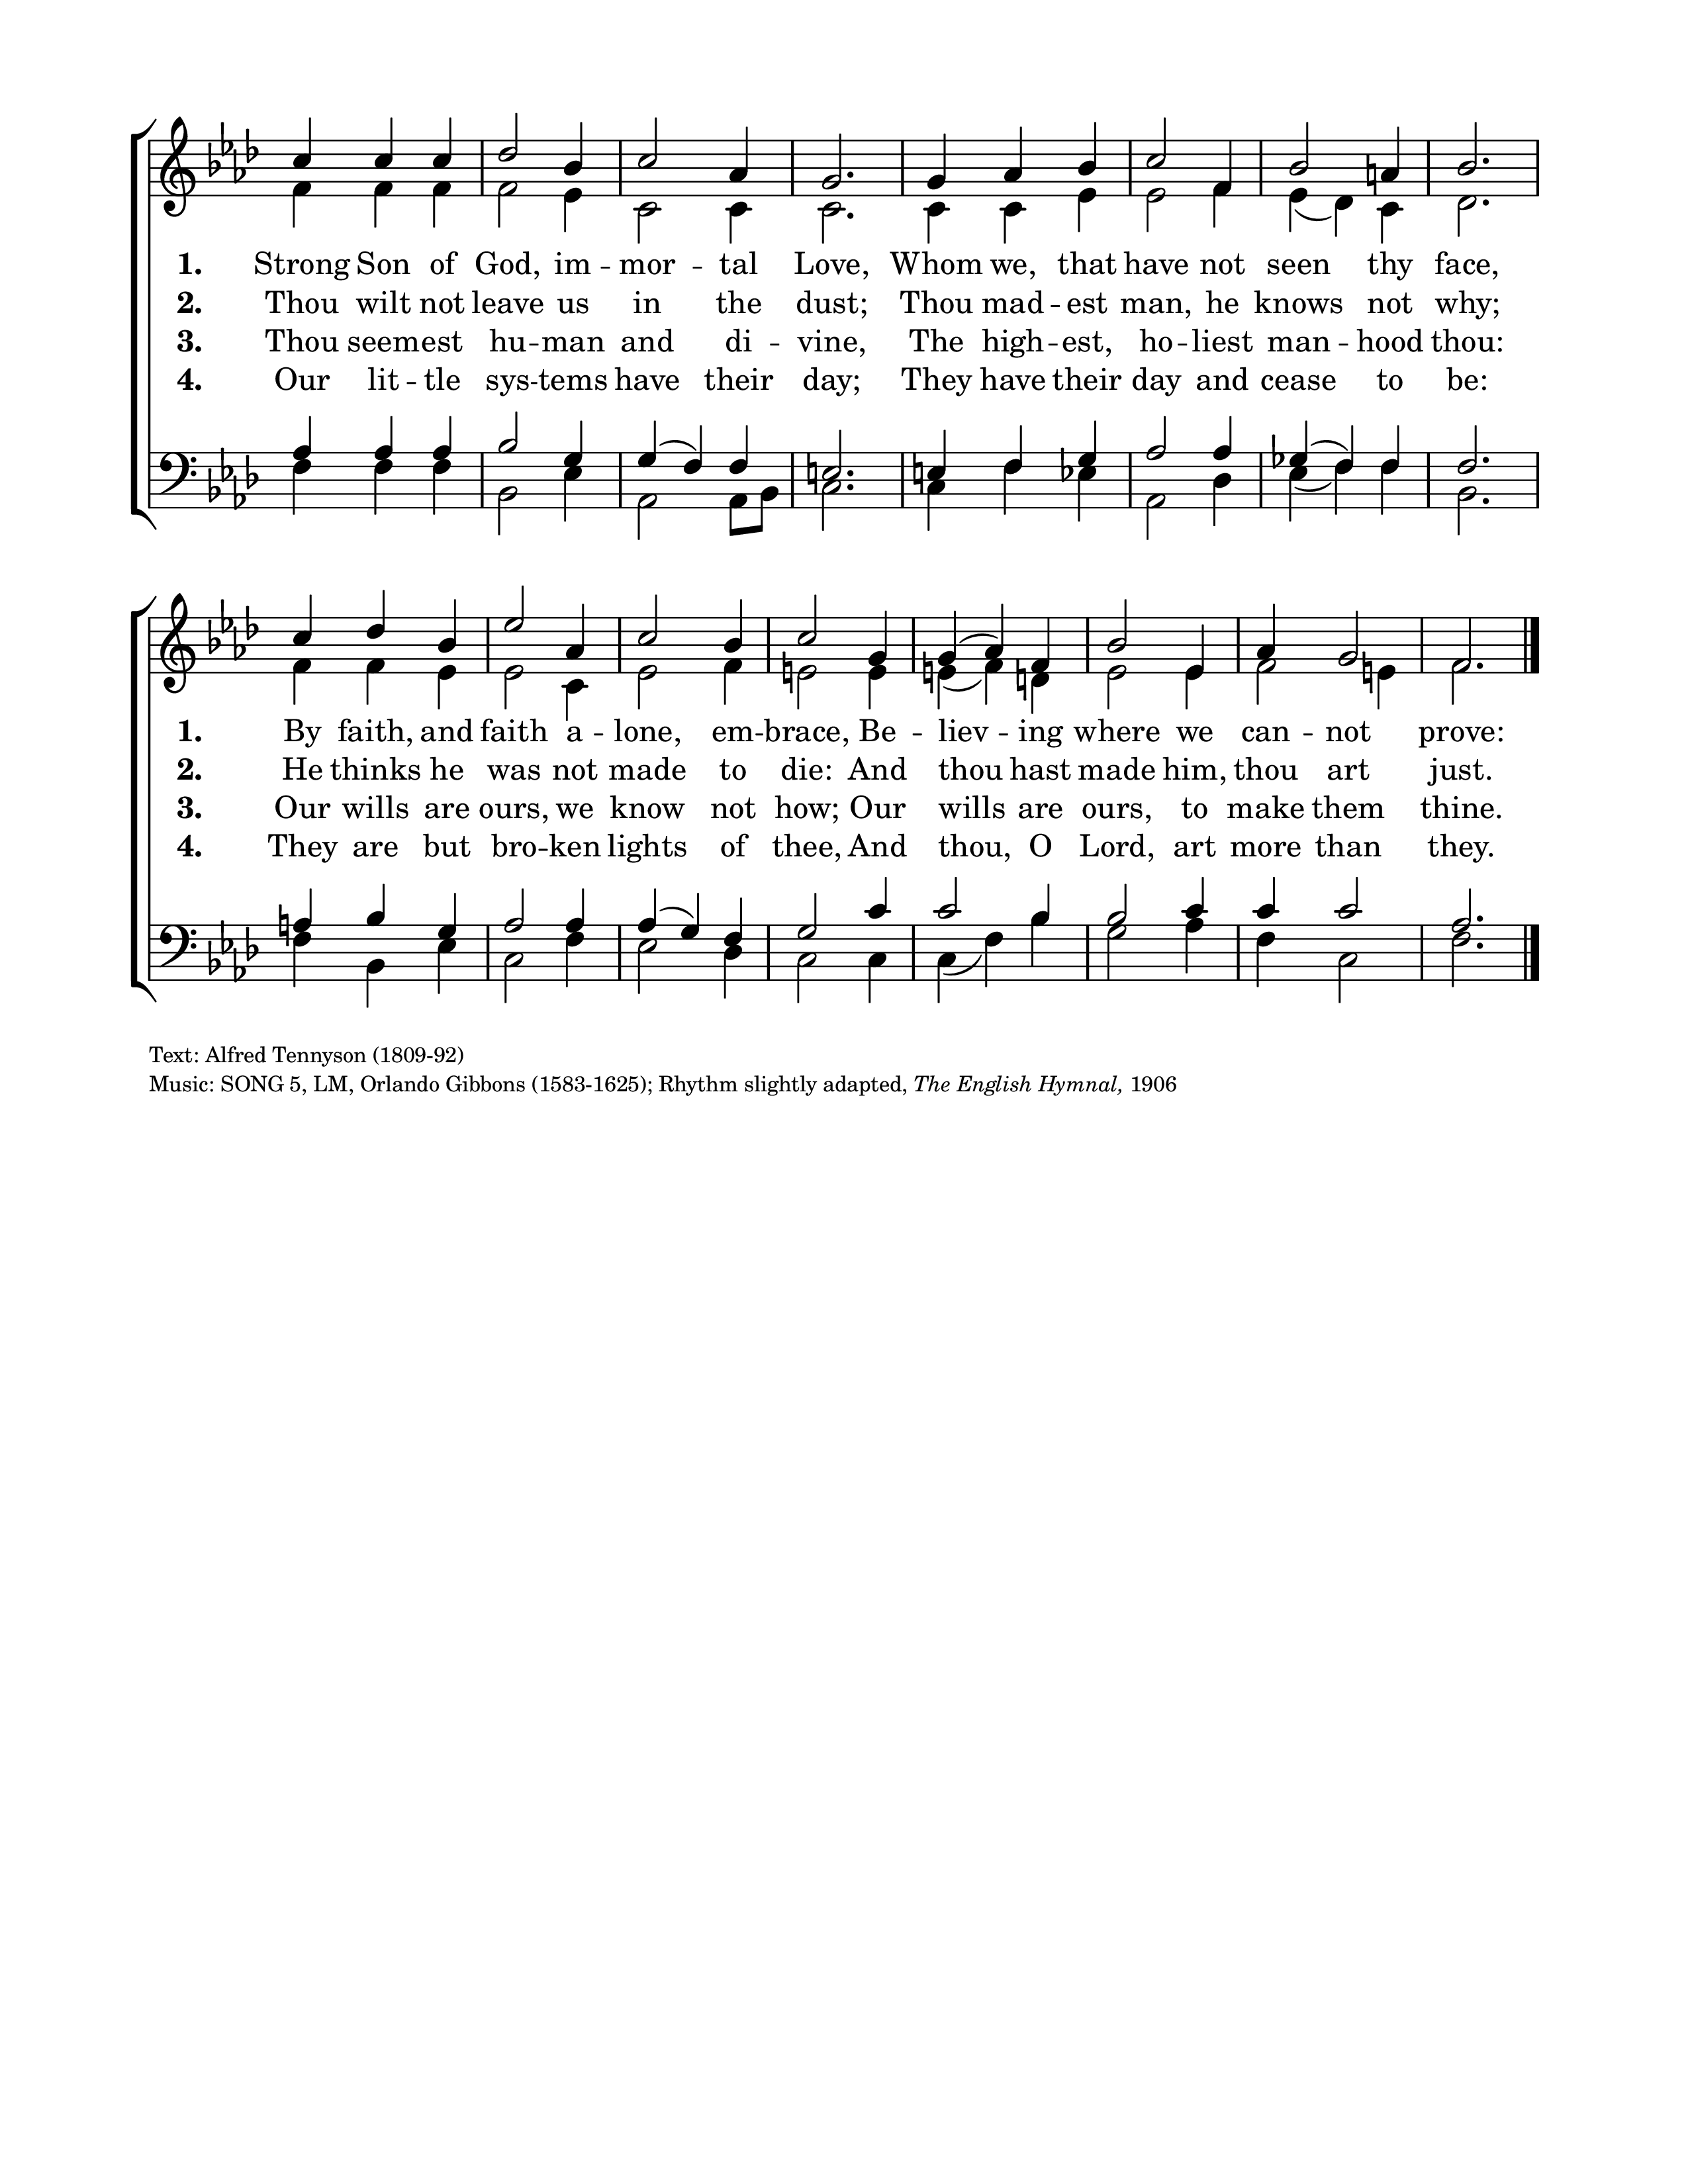 1. Strong Son of God, im -- mor -- tal Love, Whom we, that have not seen thy face,
2. Thou wilt not leave us in the dust; Thou mad -- est man, he knows not why;
3. Thou seemest hu -- man and di -- vine, The high -- est, ho -- liest man -- hood thou:
4. Our lit -- tle sys -- tems have their day; They have their day and cease to be:
1. By faith, and faith a -- lone, em -- brace, Be -- liev -- ing where we can -- not prove:
2. He thinks he was not made to die: And thou hast made him, thou art just.
3. Our wills are ours, we know not how; Our wills are ours, to make them thine.
4. They are but bro -- ken lights of thee, And thou, O Lord, art more than they.
Text: Alfred Tennyson (1809-92)
Music: SONG 5, LM, Orlando Gibbons (1583-1625); Rhythm slightly adapted, The English Hymnal, 1906